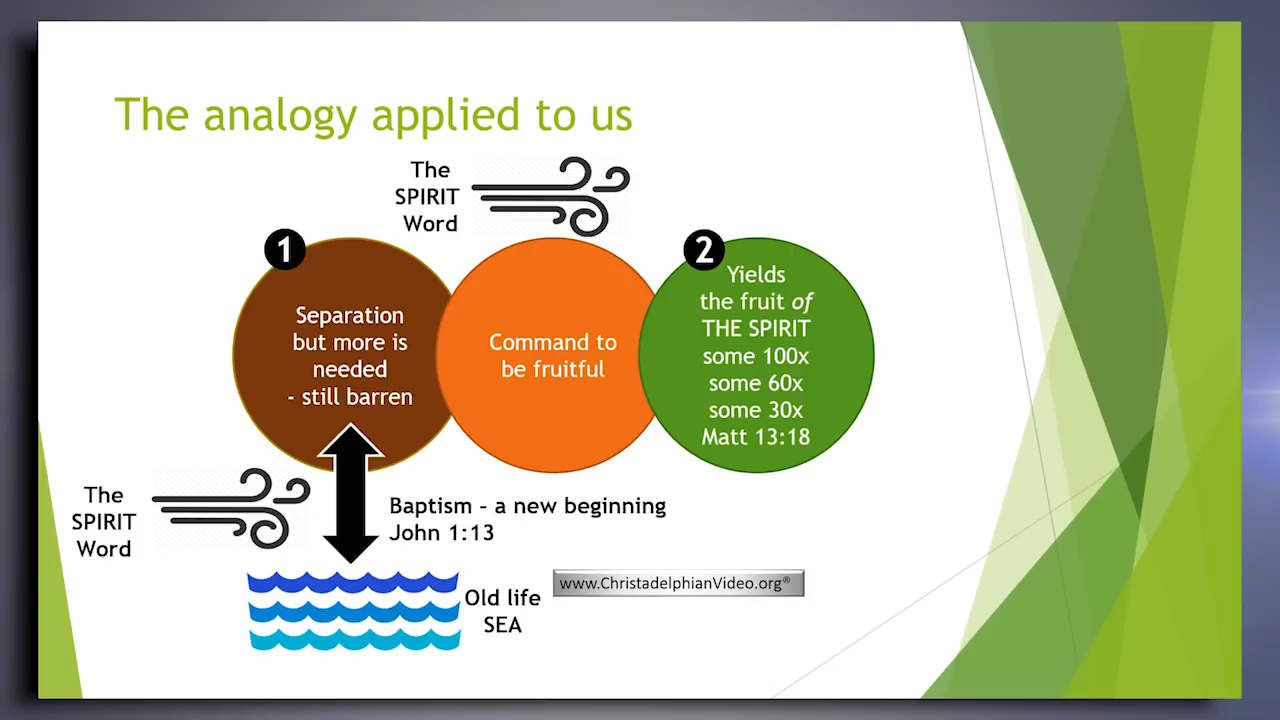 The analogy applied to us
The
SPIRIT
Word
1
Separation
but more is
needed
- still barren
Command to
be fruitful
2
Yields
the fruit of
THE SPIRIT
some 100x
some 60x
some 30x
Matt 13:18
The
SPIRIT
Word
Baptism – a new beginning
John 1:13
Old life
SEA
www.ChristadelphianVideo.org®